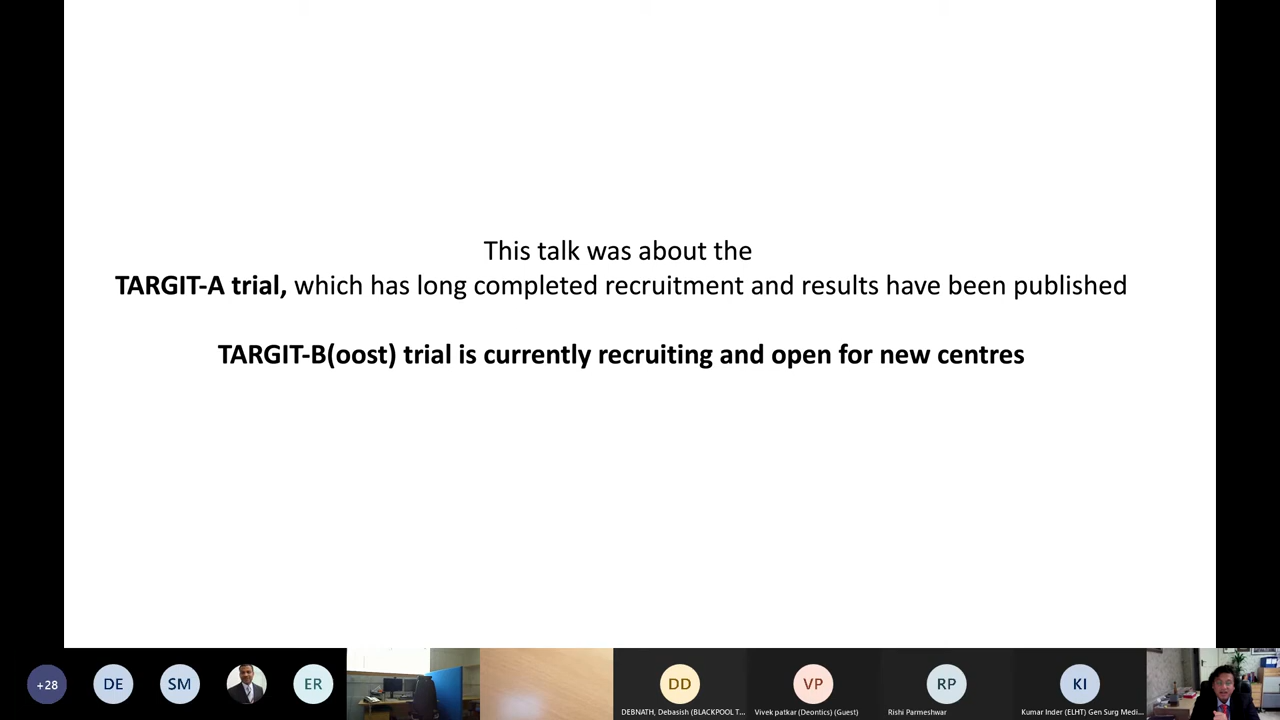 This talk was about the
TARGIT-A trial, which has long completed recruitment and results have been published
TARGIT-B(oost) trial is currently recruiting and open for new centres
+28
DE
SM
ER
DD
VP
RP
KI
DEBNATH, Debasish (BLACKPOOL T...
Vivek patkar (Deontics) (Guest)
Rishi Parmeshwar
Kumar Inder (ELHT) Gen Surg Medi...